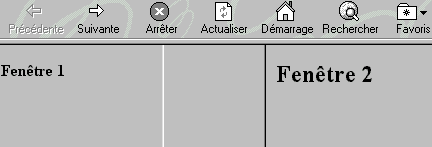 Précédente Suivante Arrêter Actualiser Démarrage Rechercher Favoris
Fenêtre 1 Fenêtre 2